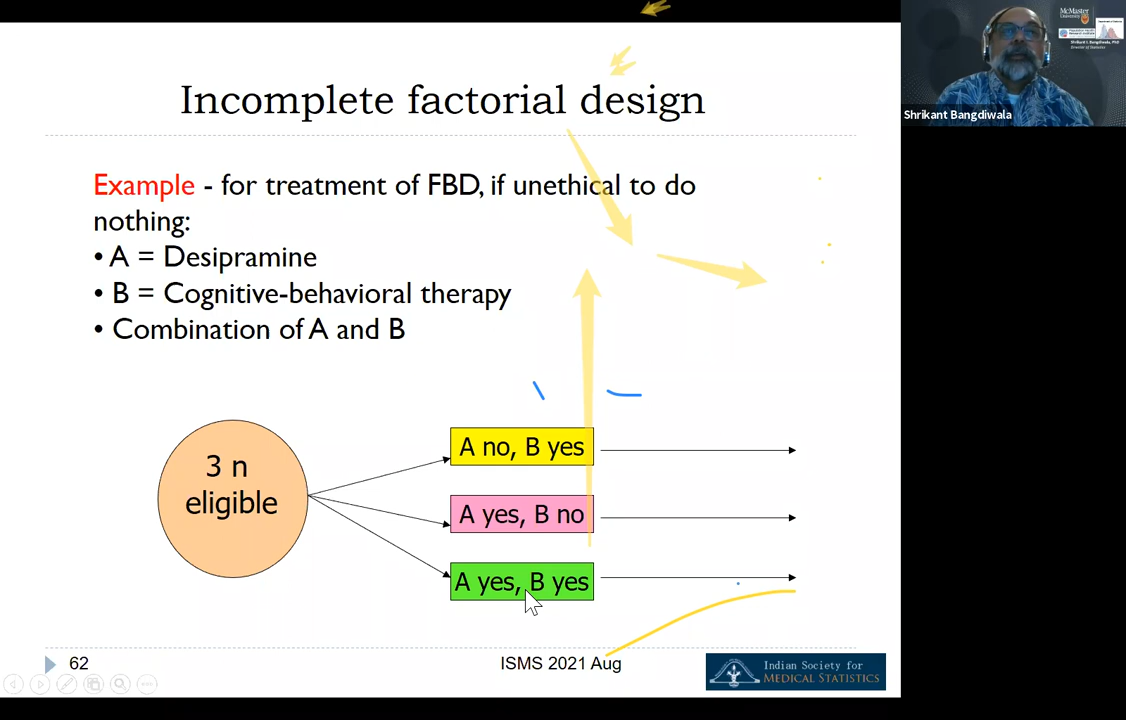 Incomplete factorial design
Example - for treatment of FBD, if unethical to do
nothing:
• A = Desipramine
• B = Cognitive-behavioral therapy
• Combination of A and B
3 n
eligible
A no, B yes
A yes, B no
A yes, B yes
62
ISMS 2021 Aug
Indian Society for
MEDICAL STATISTICS
McMaster
University
Shrikant Bangdiwala